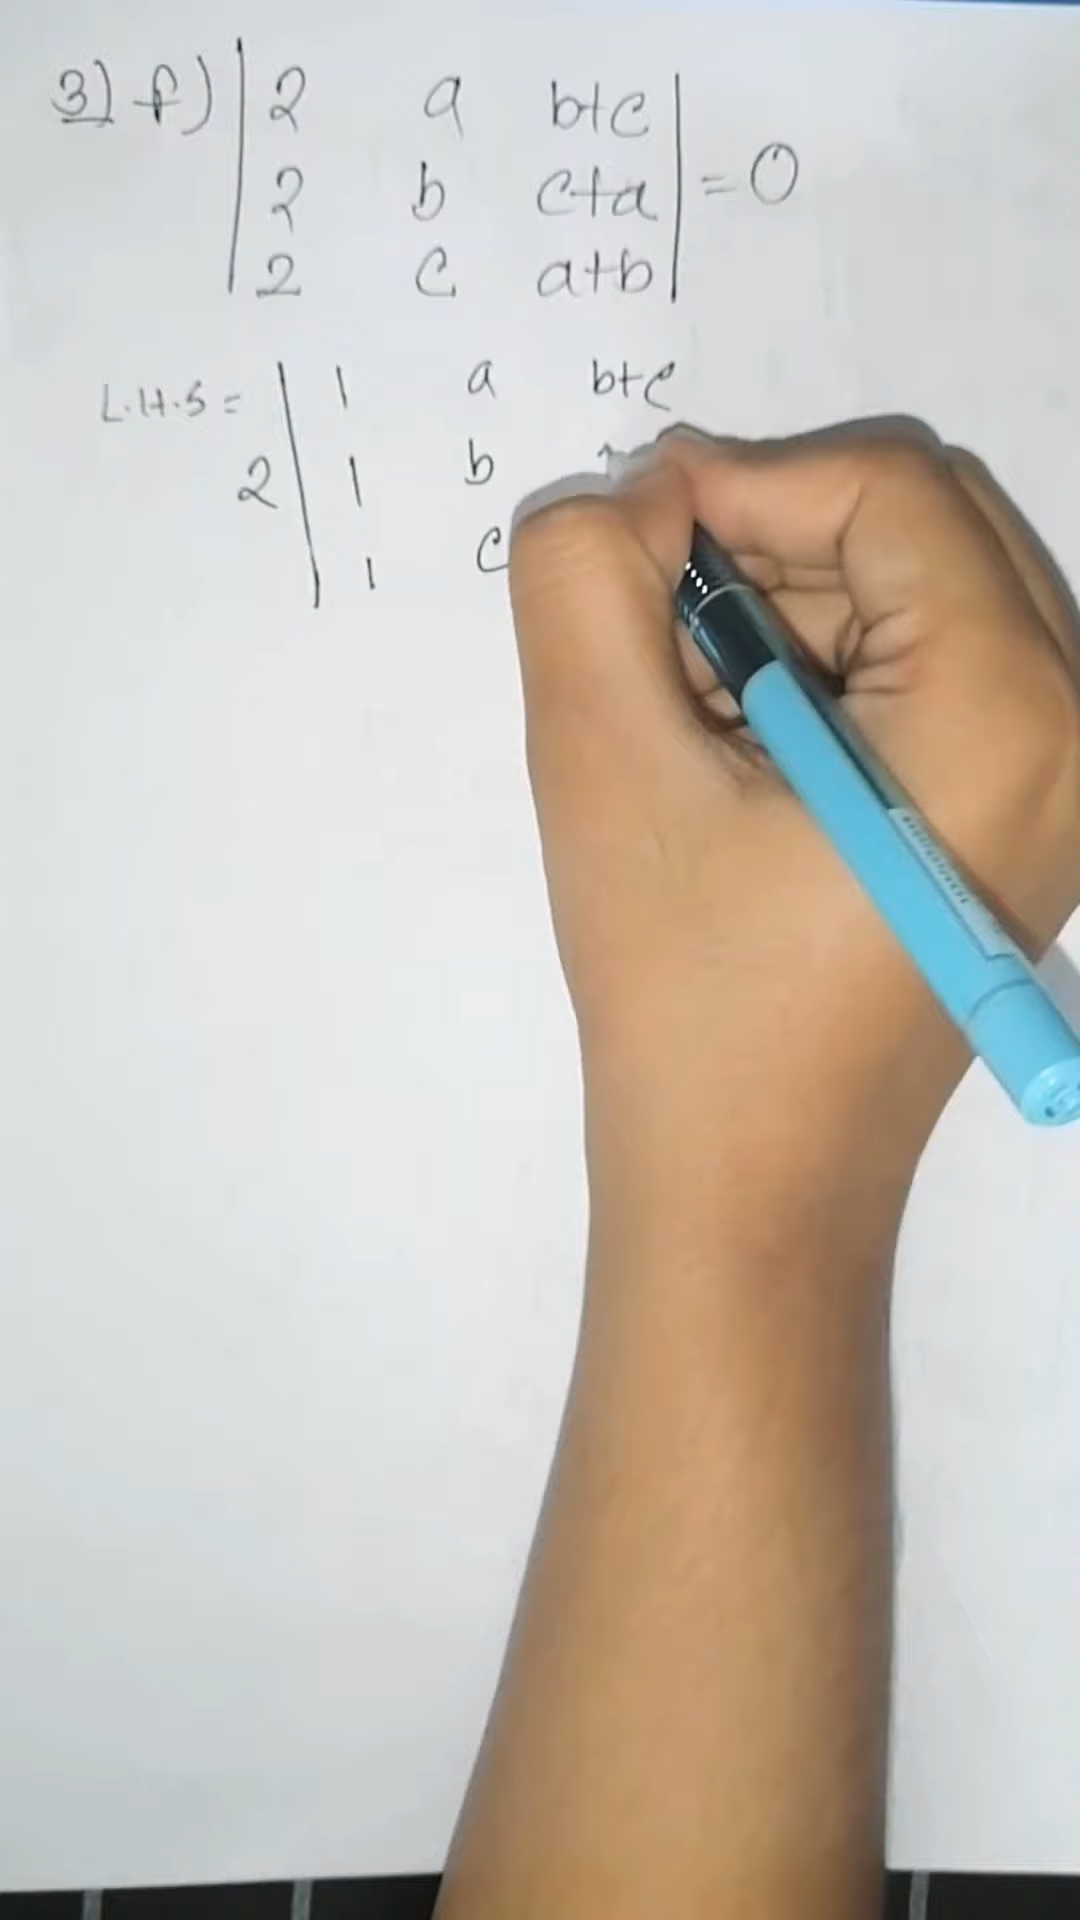 3) f) | 2 a b+c |
| 2 b c+a | = 0
| 2 c a+b |
L.H.S = | 1 a b+c
2 | 1 b
| 1 c